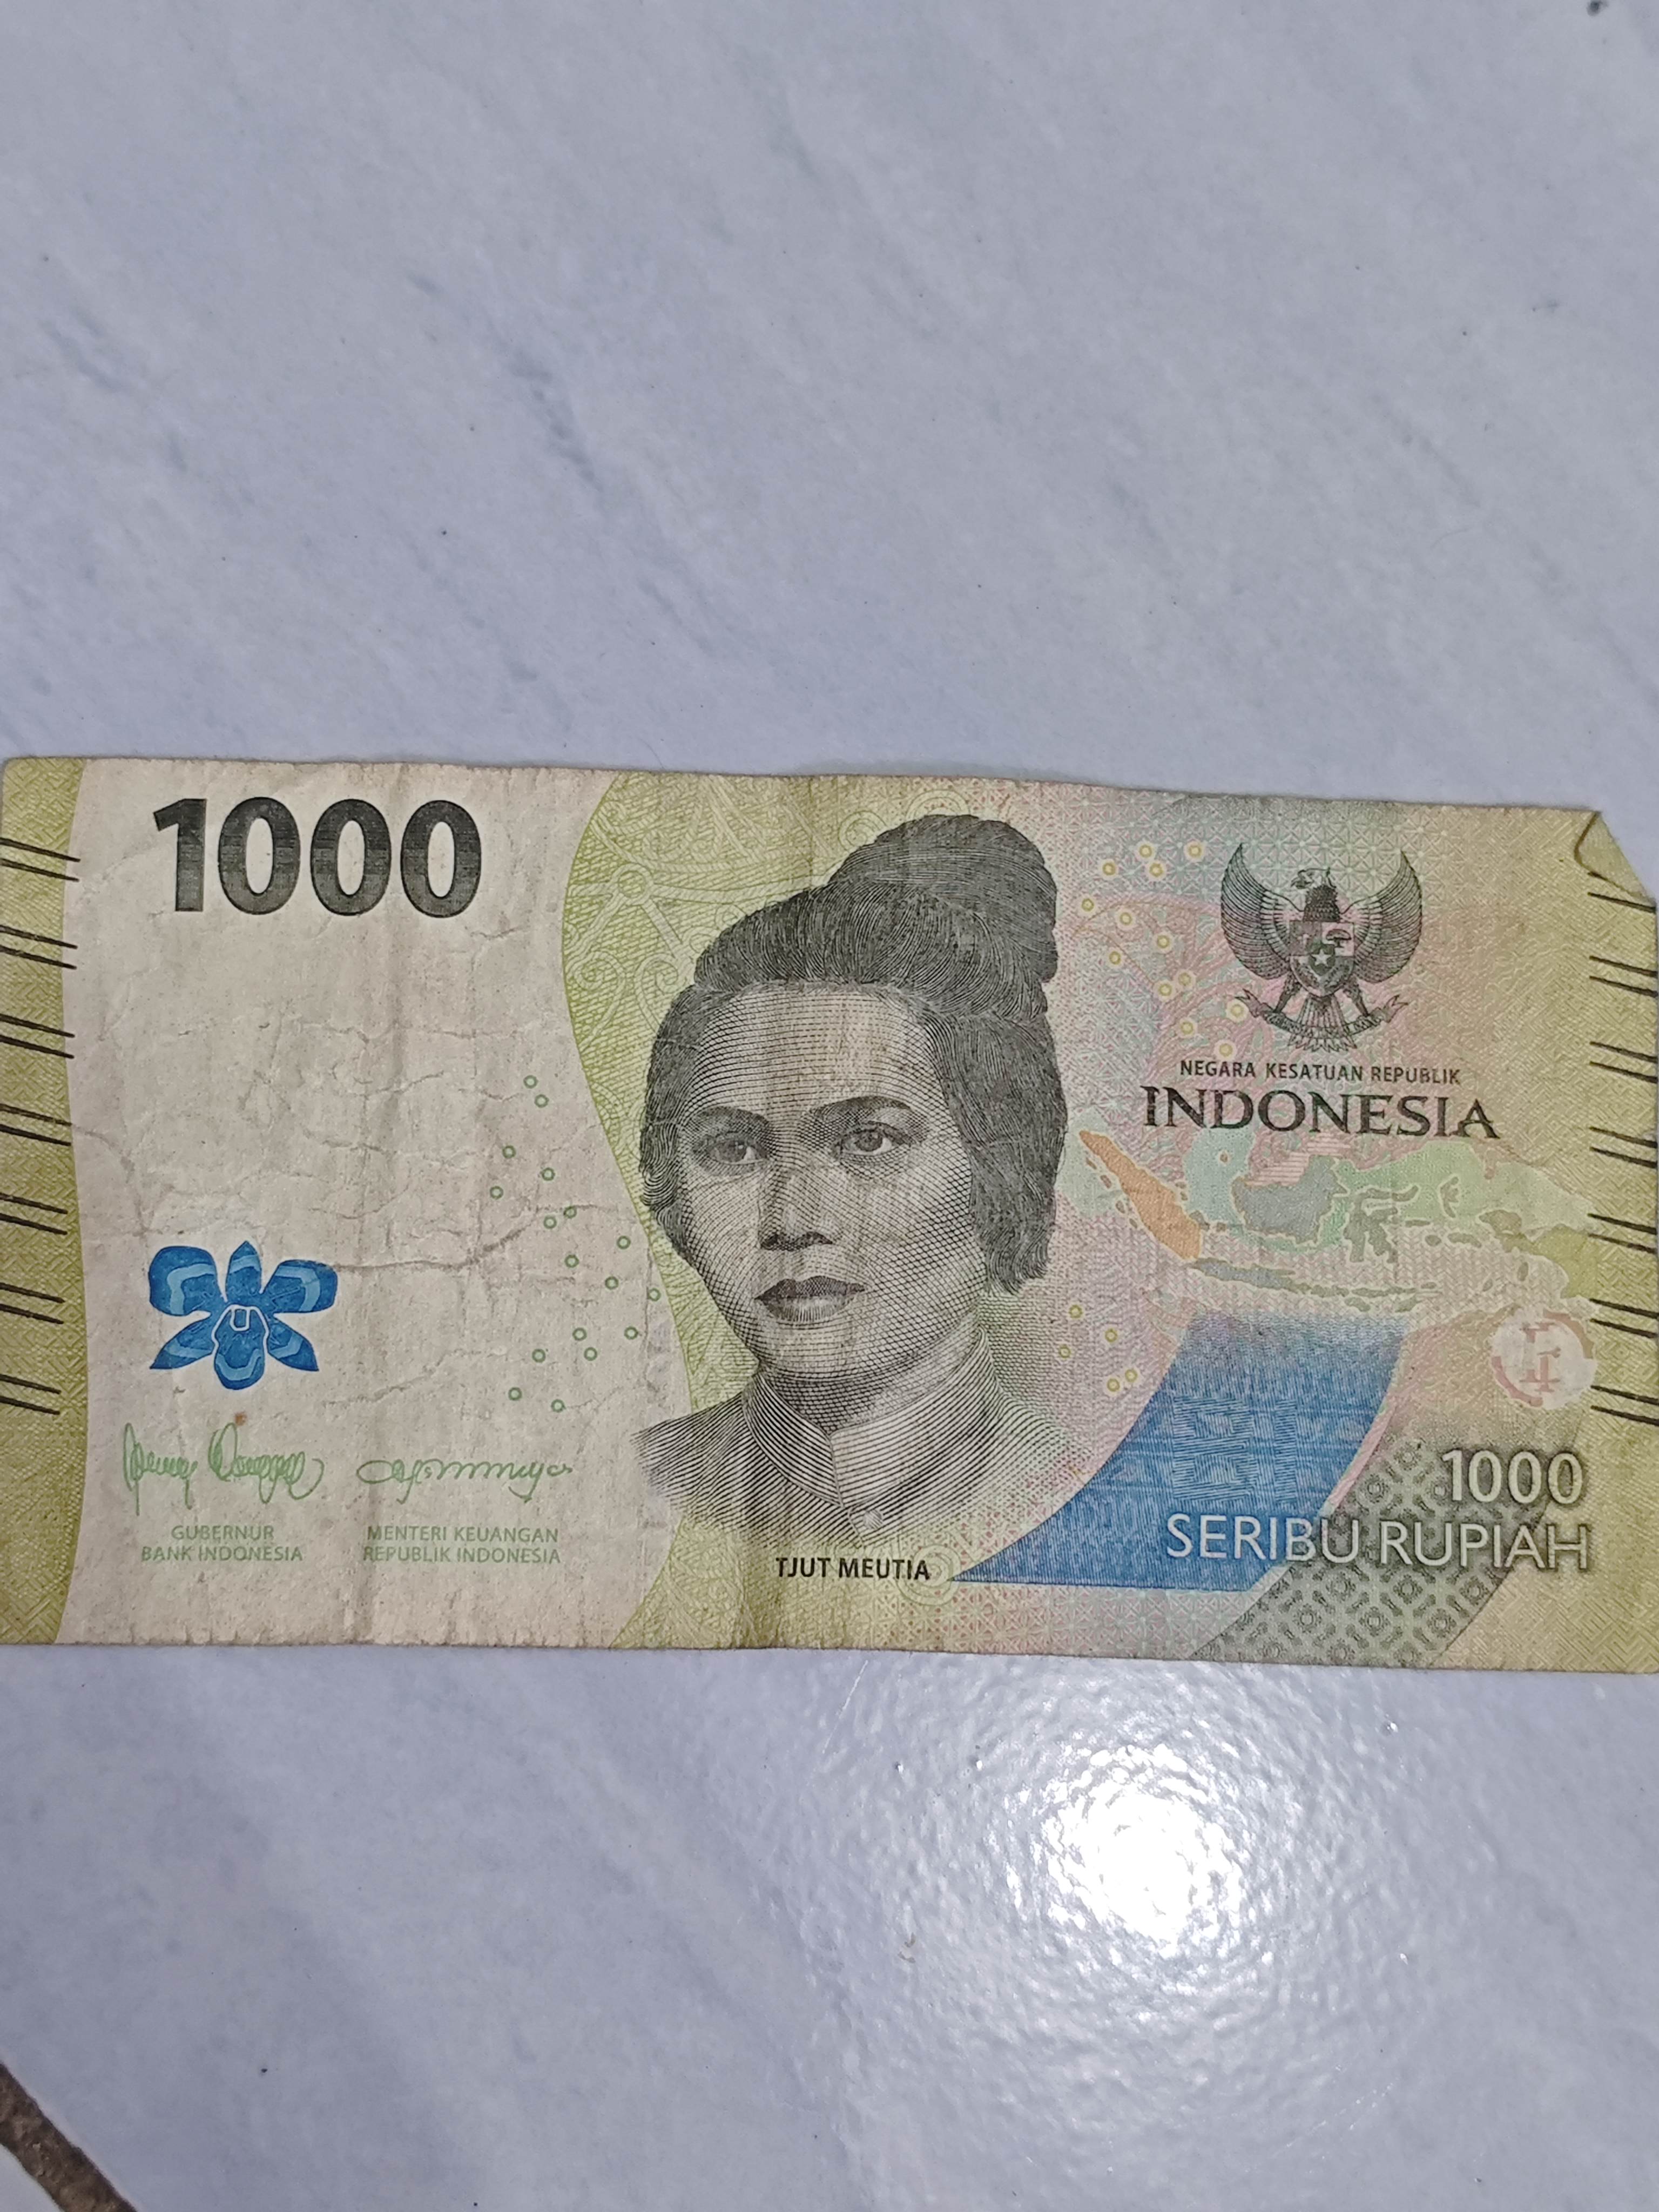 1000
NEGARA KESATUAN REPUBLIK
INDONESIA
GUBERNUR
BANK INDONESIA
MENTERI KEUANGAN
REPUBLIK INDONESIA
TJUT MEUTIA
1000
SERIBU RUPIAH